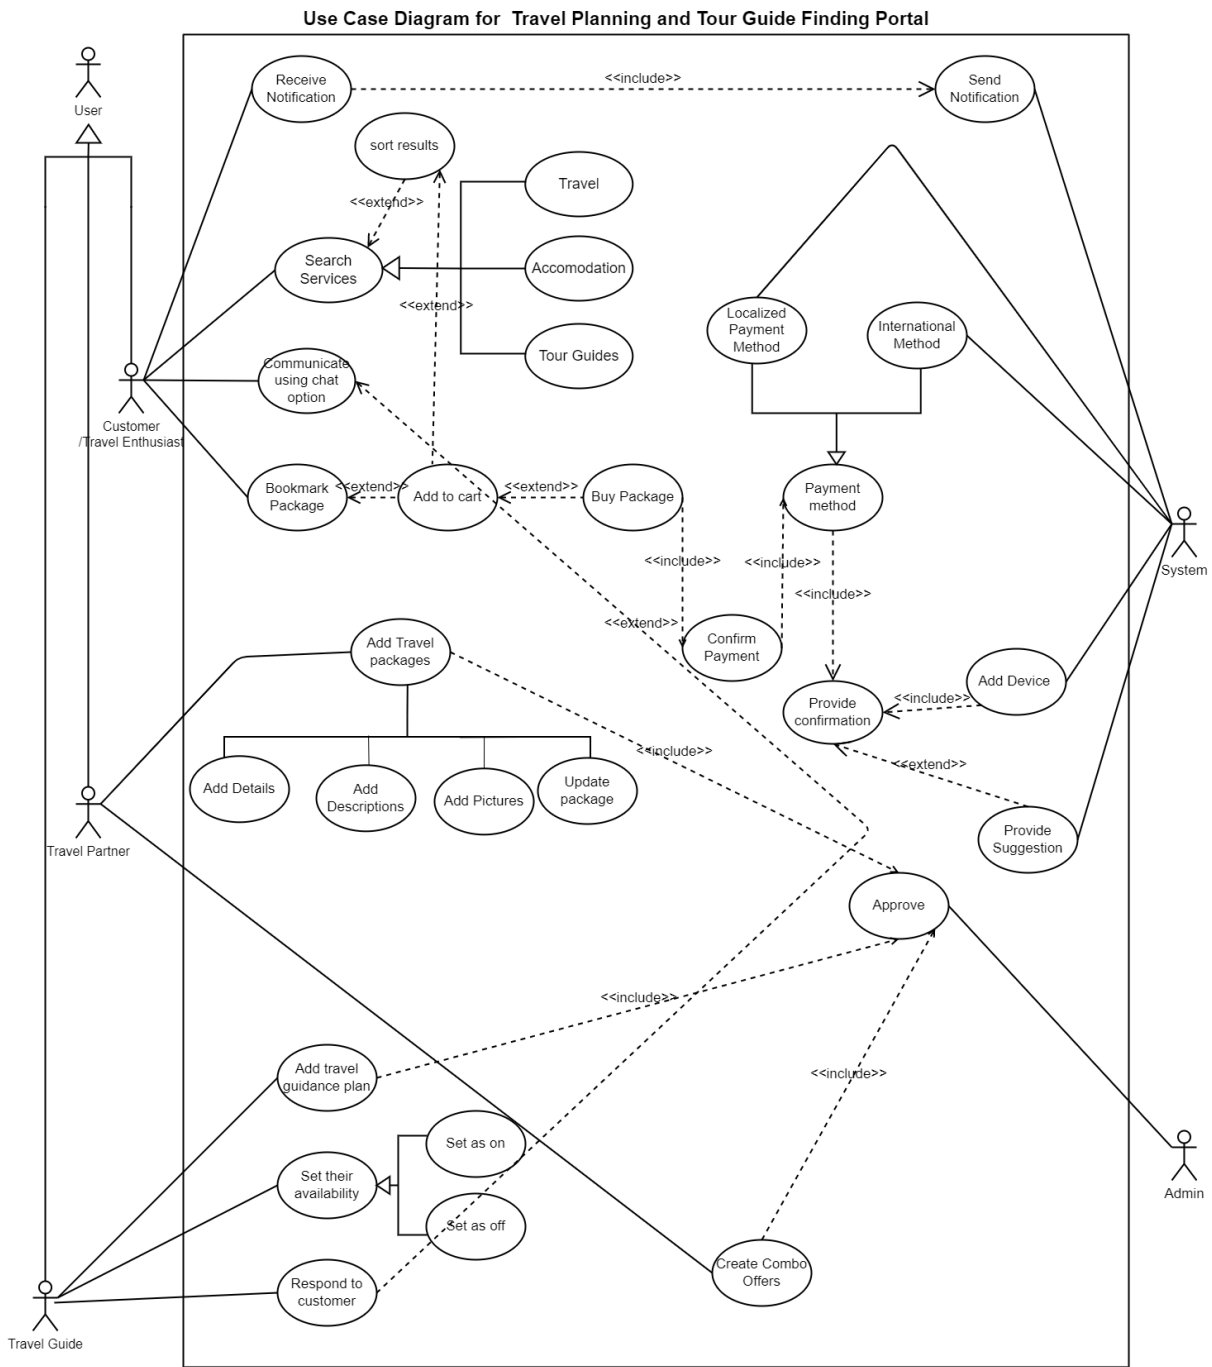 Use Case Diagram for  Travel Planning and Tour Guide Finding Portal
User
Receive
Notification
<<include>>
Send
Notification
sort results
<<extend>>
Travel
Search
Services
Accomodation
<<extend>>
Tour Guides
Localized
Payment
Method
International
Method
Communicate
using chat
option
Customer
/Travel Enthusiast
Bookmark
Package
<<extend>>
Add to cart
<<extend>>
Buy Package
Payment
method
<<include>>
<<include>>
<<include>>
System
<<extend>>
Confirm
Payment
Add Travel
packages
Add Device
<<include>>
Provide
confirmation
<<include>>
<<extend>>
Add Details
Add
Descriptions
Add Pictures
Update
package
Provide
Suggestion
Travel Partner
Approve
<<include>>
Add travel
guidance plan
<<include>>
Set as on
Set their
availability
Set as off
Admin
Respond to
customer
Create Combo
Offers
Travel Guide